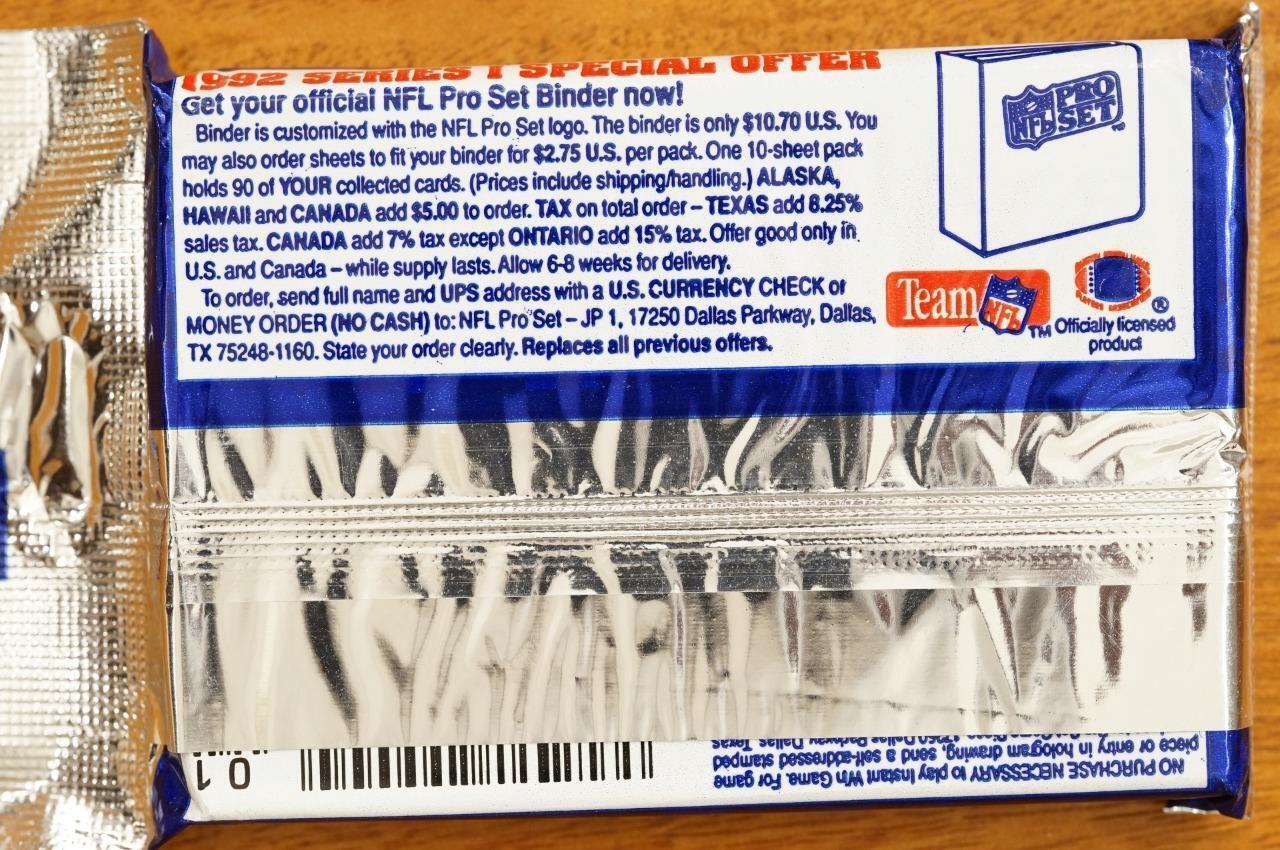 1992 SERIES I SPECIAL OFFER
Get your official NFL Pro Set Binder now!
Binder is customized with the NFL Pro Set logo. The binder is only $10.70 U.S. You
may also order sheets to fit your binder for $2.75 U.S. per pack. One 10-sheet pack
holds 90 of YOUR collected cards. (Prices include shipping/handling.) ALASKA,
HAWAII and CANADA add $5.00 to order. TAX on total order – TEXAS add 8.25%
sales tax. CANADA add 7% tax except ONTARIO add 15% tax. Offer good only in
U.S. and Canada – while supply lasts. Allow 6-8 weeks for delivery.
To order, send full name and UPS address with a U.S. CURRENCY CHECK or
MONEY ORDER (NO CASH) to: NFL Pro Set – JP 1, 17250 Dallas Parkway, Dallas,
TX 75248-1160. State your order clearly. Replaces all previous offers.
NFL PRO SET TM
Team NFL TM
®
Officially licensed
product
NO PURCHASE NECESSARY to play Instant Win Game. For game
piece or entry in hologram drawing, send a self-addressed stamped
Dallas Parkway, Dallas, Texas
0 1